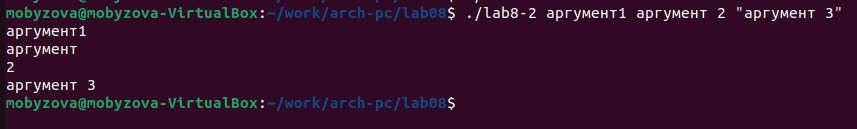 mobyzova@mobyzova-VirtualBox:~/work/arch-pc/lab08$ ./lab8-2 аргумент1 аргумент 2 "аргумент 3"
аргумент1
аргумент
2
аргумент 3
mobyzova@mobyzova-VirtualBox:~/work/arch-pc/lab08$